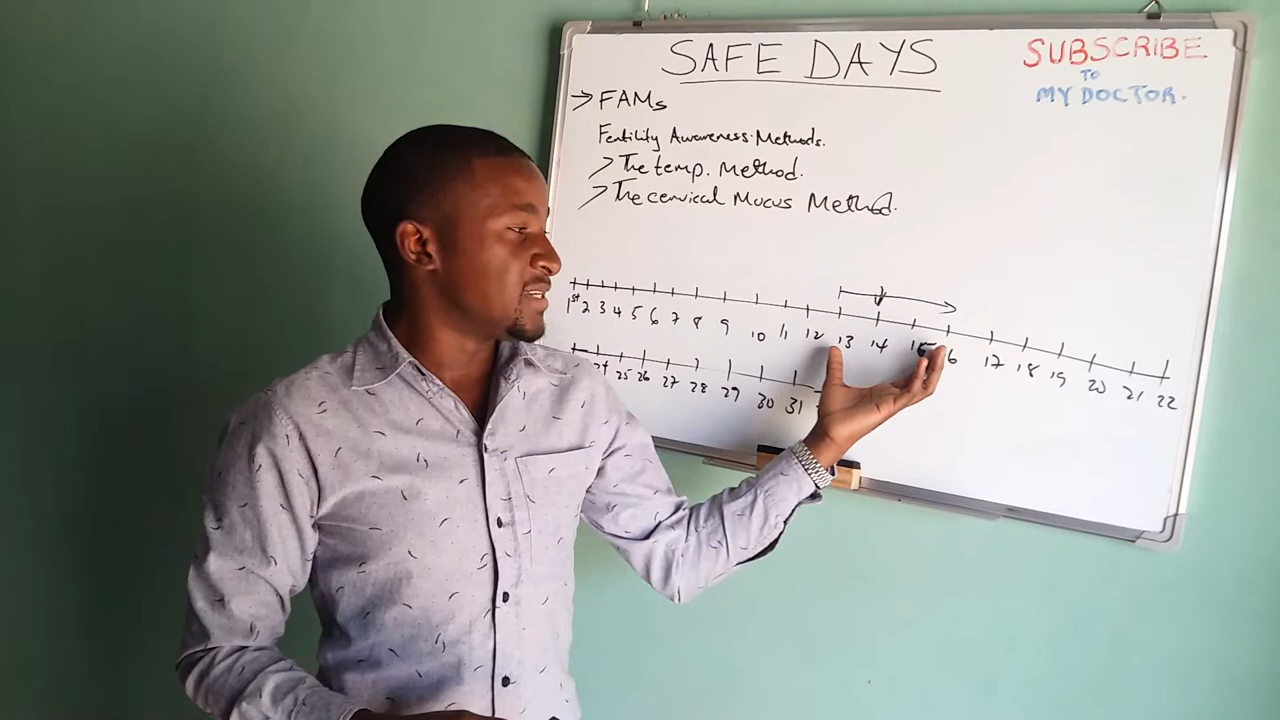 SAFE DAYS
SUBSCRIBE
TO
MY DOCTOR.
→ FAMs
Fertility Awareness Methods.
> The temp. Method.
> The cervical Mucus Method.
1st 2 3 4 5 6 7 8 9 10 11 12 13 14 15 16 17 18 19 20 21 22
24 25 26 27 28 29 30 31